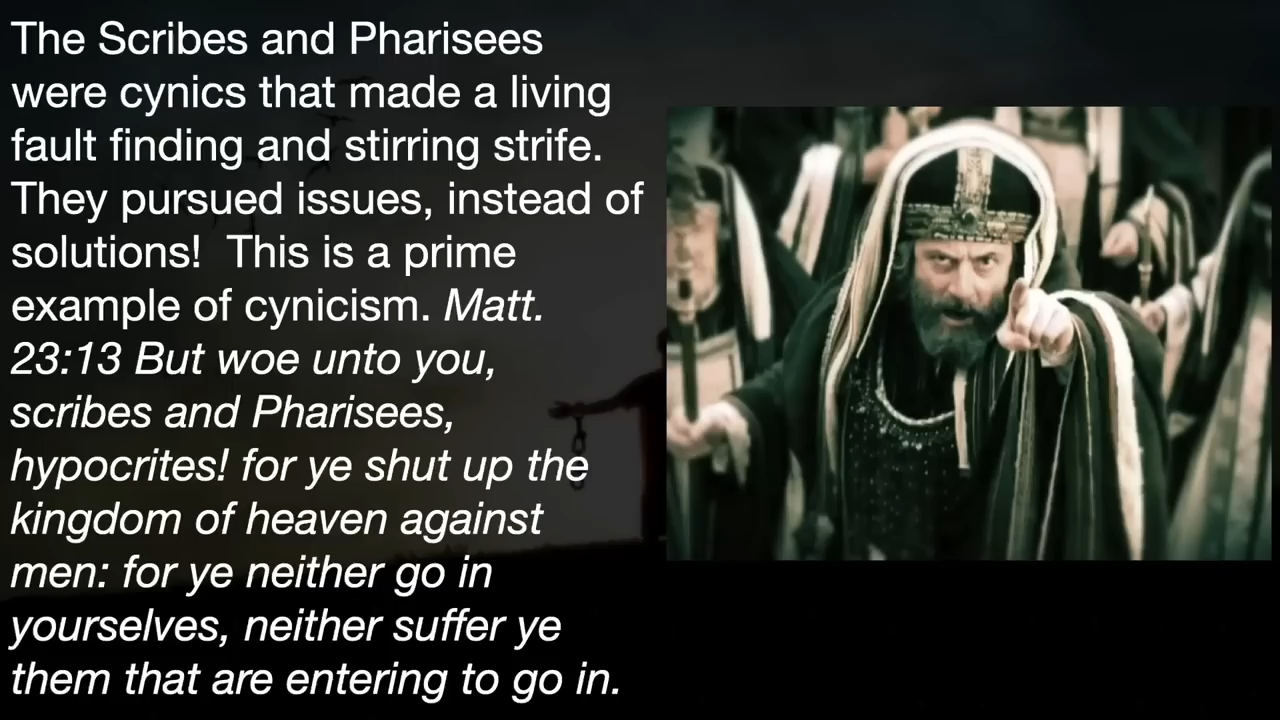 The Scribes and Pharisees
were cynics that made a living
fault finding and stirring strife.
They pursued issues, instead of
solutions!  This is a prime
example of cynicism. Matt.
23:13 But woe unto you,
scribes and Pharisees,
hypocrites! for ye shut up the
kingdom of heaven against
men: for ye neither go in
yourselves, neither suffer ye
them that are entering to go in.